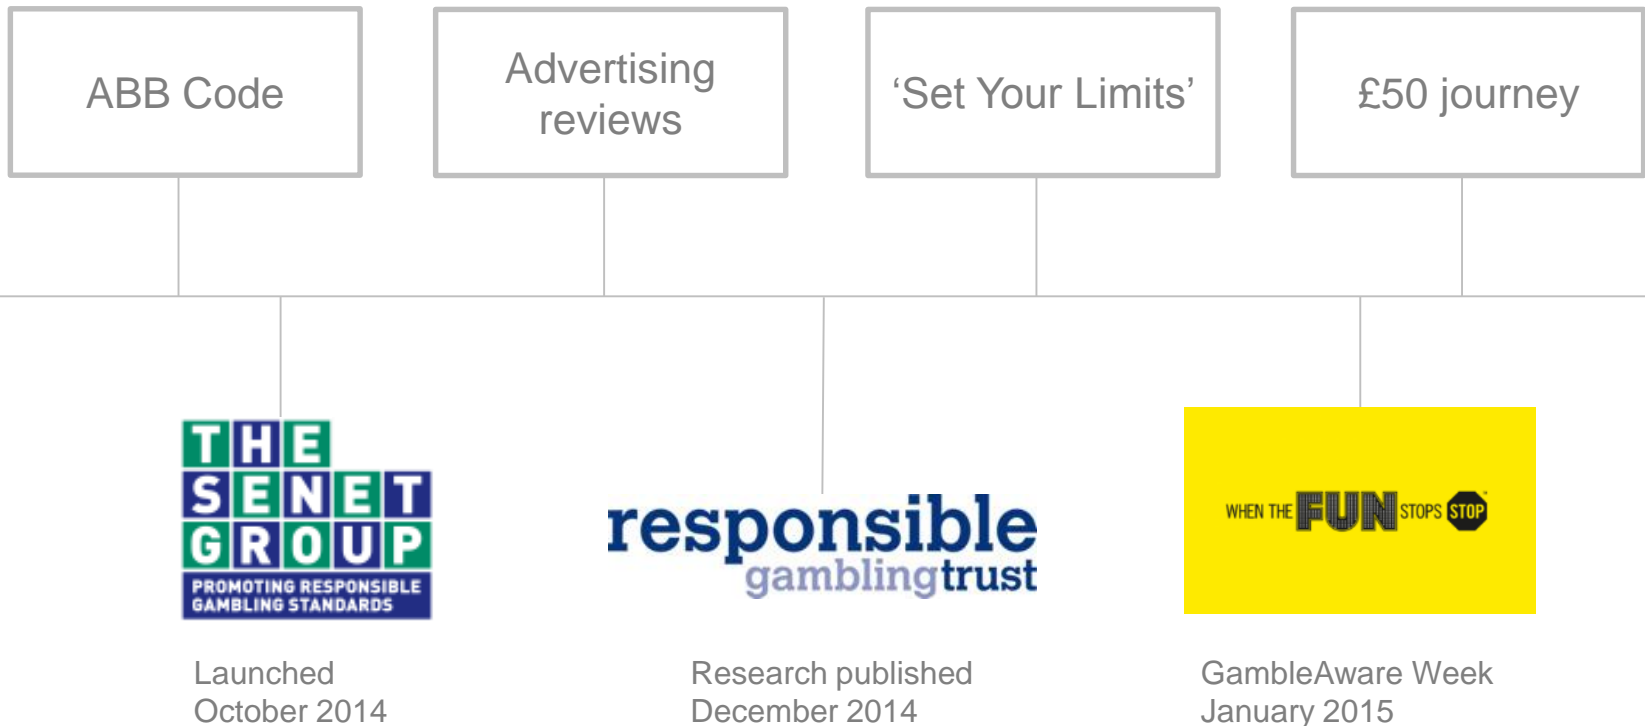 ABB Code
Advertising
reviews
‘Set Your Limits’
£50 journey
THE
SENET
GROUP
PROMOTING RESPONSIBLE
GAMBLING STANDARDS
responsible
gamblingtrust
WHEN THE FUN STOPS STOP
Launched
October 2014
Research published
December 2014
GambleAware Week
January 2015